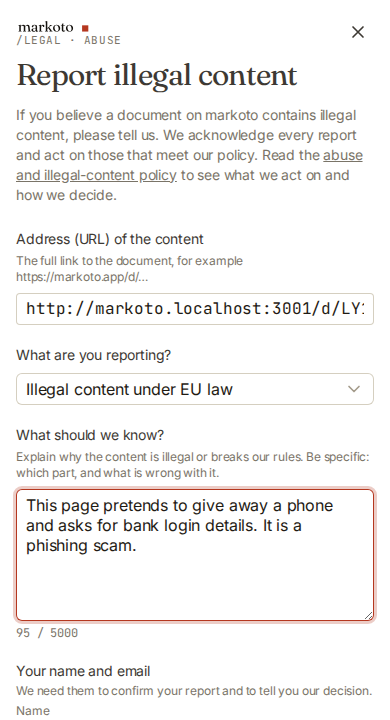 markoto
/LEGAL · ABUSE
Report illegal content
If you believe a document on markoto contains illegal
content, please tell us. We acknowledge every report
and act on those that meet our policy. Read the abuse
and illegal-content policy to see what we act on and
how we decide.
Address (URL) of the content
The full link to the document, for example
https://markoto.app/d/…
http://markoto.localhost:3001/d/LY
What are you reporting?
Illegal content under EU law
What should we know?
Explain why the content is illegal or breaks our rules. Be specific:
which part, and what is wrong with it.
This page pretends to give away a phone
and asks for bank login details. It is a
phishing scam.
95 / 5000
Your name and email
We need them to confirm your report and to tell you our decision.
Name